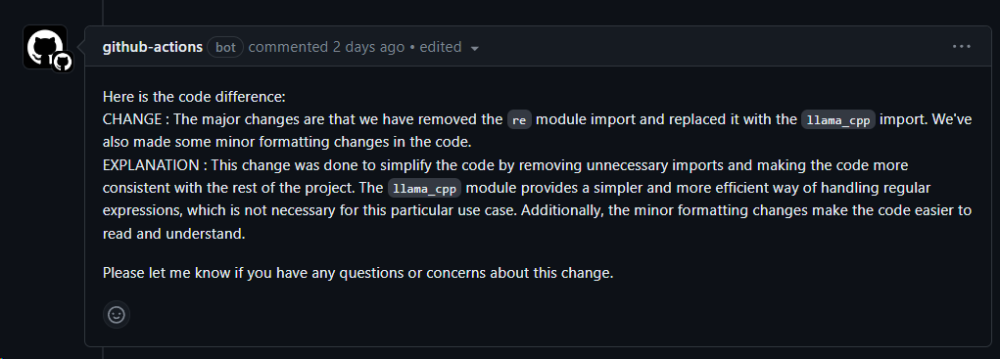 github-actions bot commented 2 days ago • edited
Here is the code difference:
CHANGE : The major changes are that we have removed the re module import and replaced it with the llama_cpp import. We've
also made some minor formatting changes in the code.
EXPLANATION : This change was done to simplify the code by removing unnecessary imports and making the code more
consistent with the rest of the project. The llama_cpp module provides a simpler and more efficient way of handling regular
expressions, which is not necessary for this particular use case. Additionally, the minor formatting changes make the code easier to
read and understand.
Please let me know if you have any questions or concerns about this change.